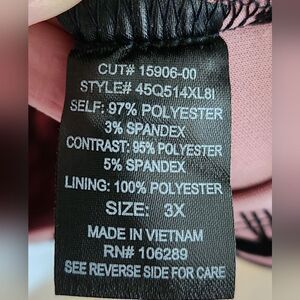 CUT# 15906-00
STYLE# 45Q514XL8I
SELF: 97% POLYESTER
3% SPANDEX
CONTRAST: 95% POLYESTER
5% SPANDEX
LINING: 100% POLYESTER
SIZE: 3X
MADE IN VIETNAM
RN# 106289
SEE REVERSE SIDE FOR CARE